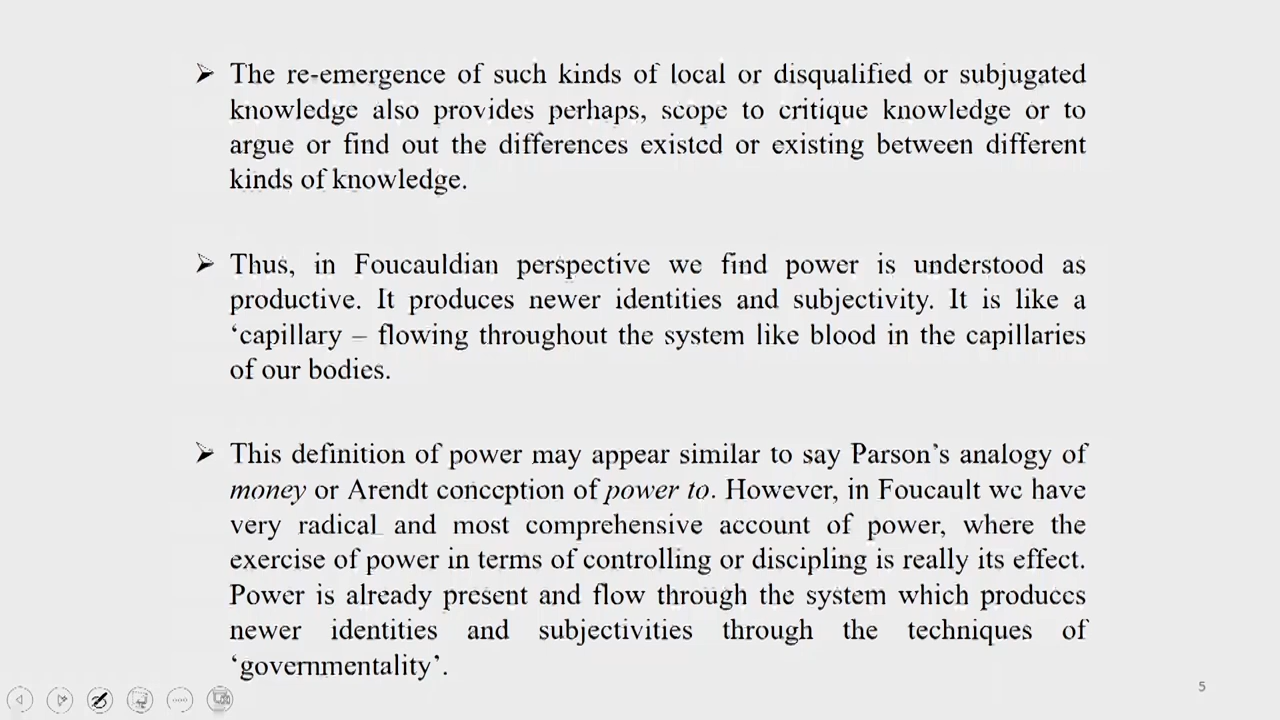 ➢ The re-emergence of such kinds of local or disqualified or subjugated
knowledge also provides perhaps, scope to critique knowledge or to
argue or find out the differences existed or existing between different
kinds of knowledge.
➢ Thus, in Foucauldian perspective we find power is understood as
productive. It produces newer identities and subjectivity. It is like a
‘capillary – flowing throughout the system like blood in the capillaries
of our bodies.
➢ This definition of power may appear similar to say Parson’s analogy of
money or Arendt conception of power to. However, in Foucault we have
very radical and most comprehensive account of power, where the
exercise of power in terms of controlling or discipling is really its effect.
Power is already present and flow through the system which produces
newer identities and subjectivities through the techniques of
‘governmentality’.
5